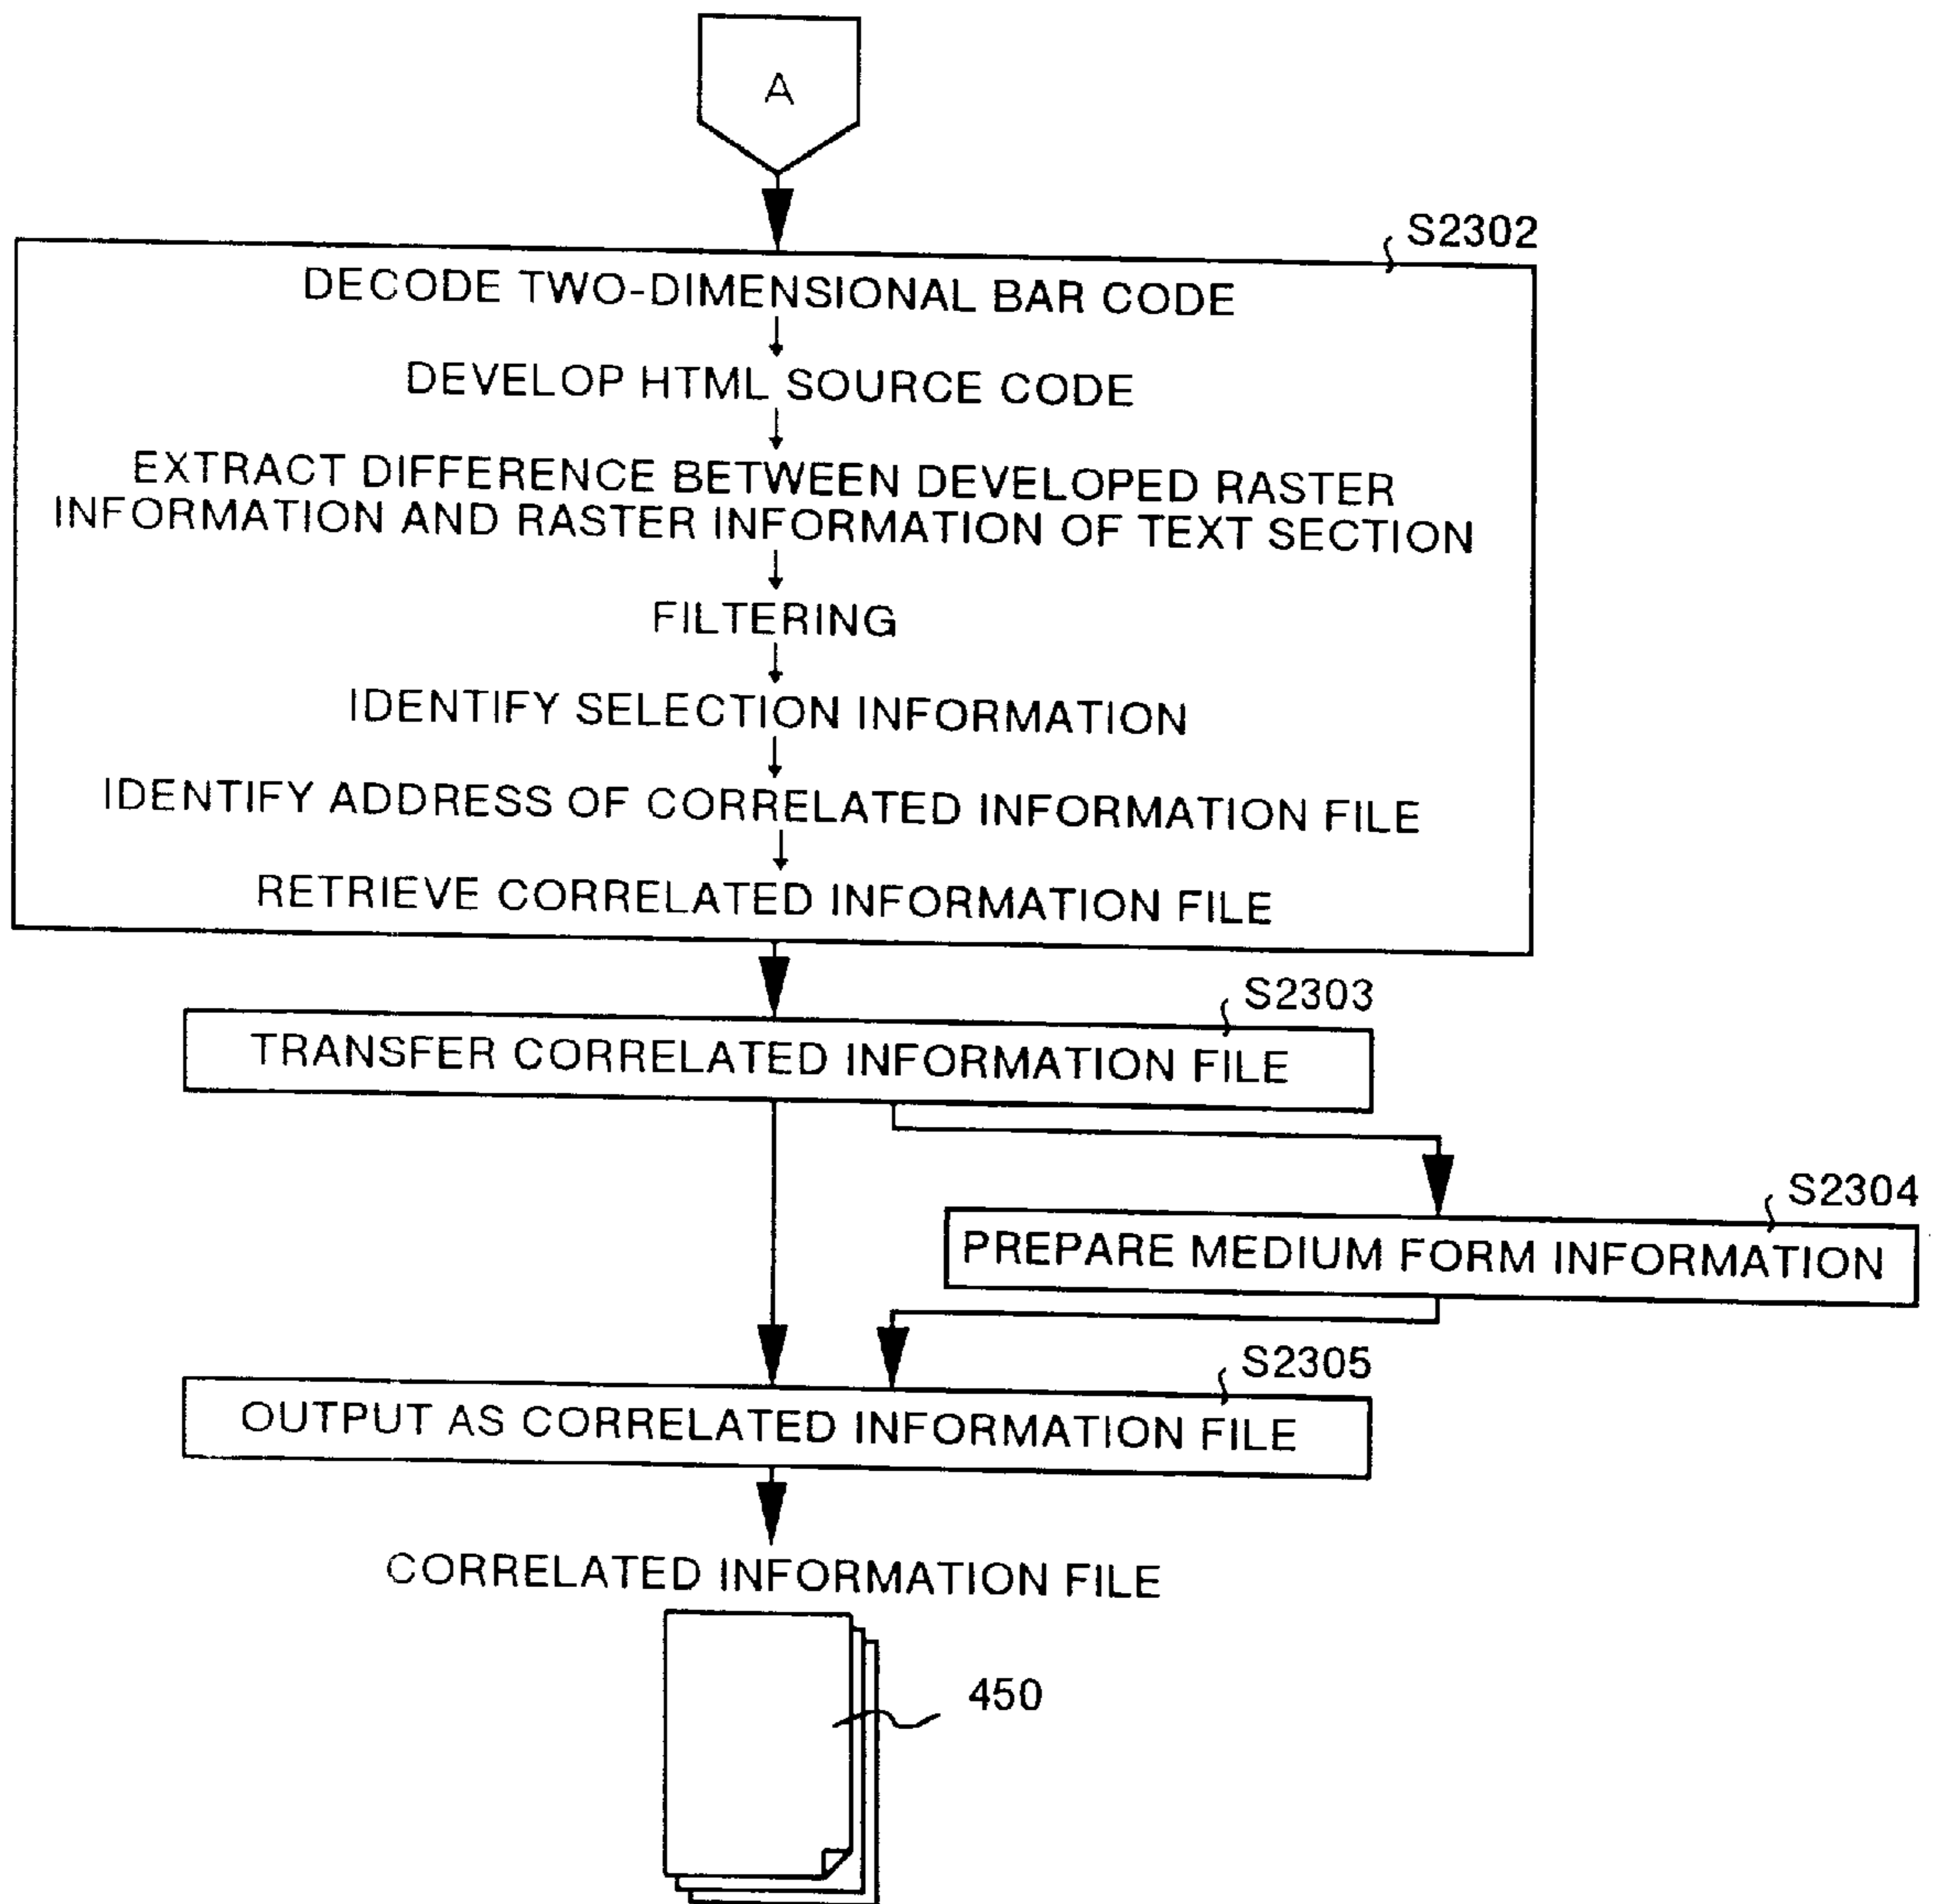 A
S2302
DECODE TWO-DIMENSIONAL BAR CODE
DEVELOP HTML SOURCE CODE
EXTRACT DIFFERENCE BETWEEN DEVELOPED RASTER
INFORMATION AND RASTER INFORMATION OF TEXT SECTION
FILTERING
IDENTIFY SELECTION INFORMATION
IDENTIFY ADDRESS OF CORRELATED INFORMATION FILE
RETRIEVE CORRELATED INFORMATION FILE
S2303
TRANSFER CORRELATED INFORMATION FILE
S2304
PREPARE MEDIUM FORM INFORMATION
S2305
OUTPUT AS CORRELATED INFORMATION FILE
CORRELATED INFORMATION FILE
450